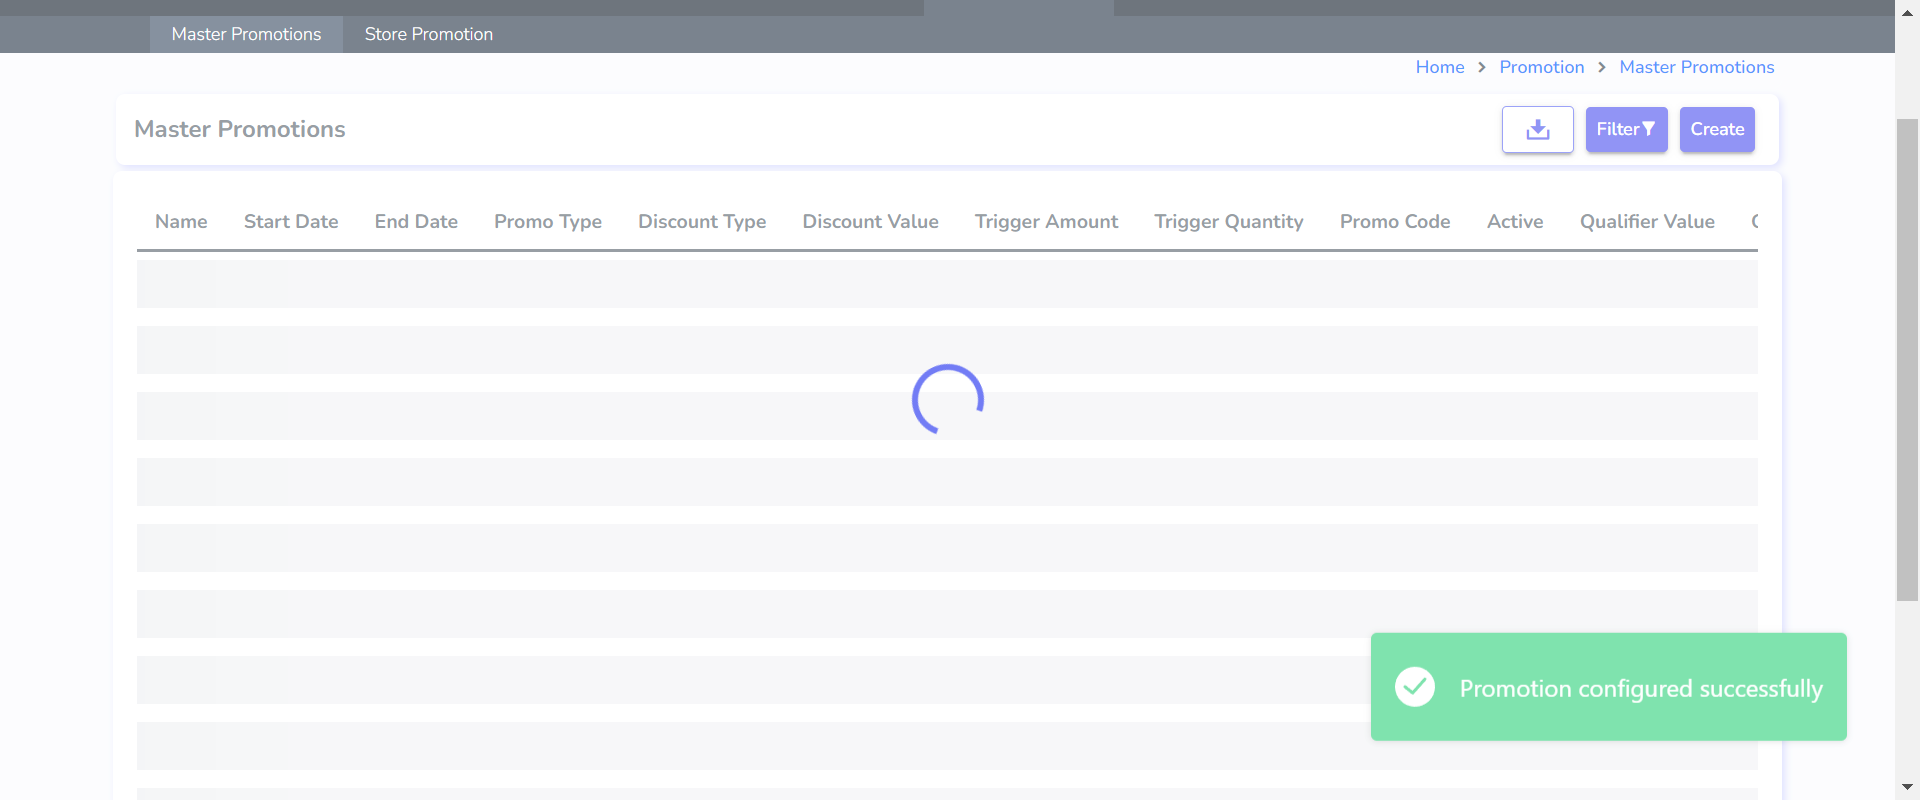 Master Promotions Store Promotion
Home > Promotion > Master Promotions
Master Promotions
Filter Create
Name Start Date End Date Promo Type Discount Type Discount Value Trigger Amount Trigger Quantity Promo Code Active Qualifier Value
Promotion configured successfully